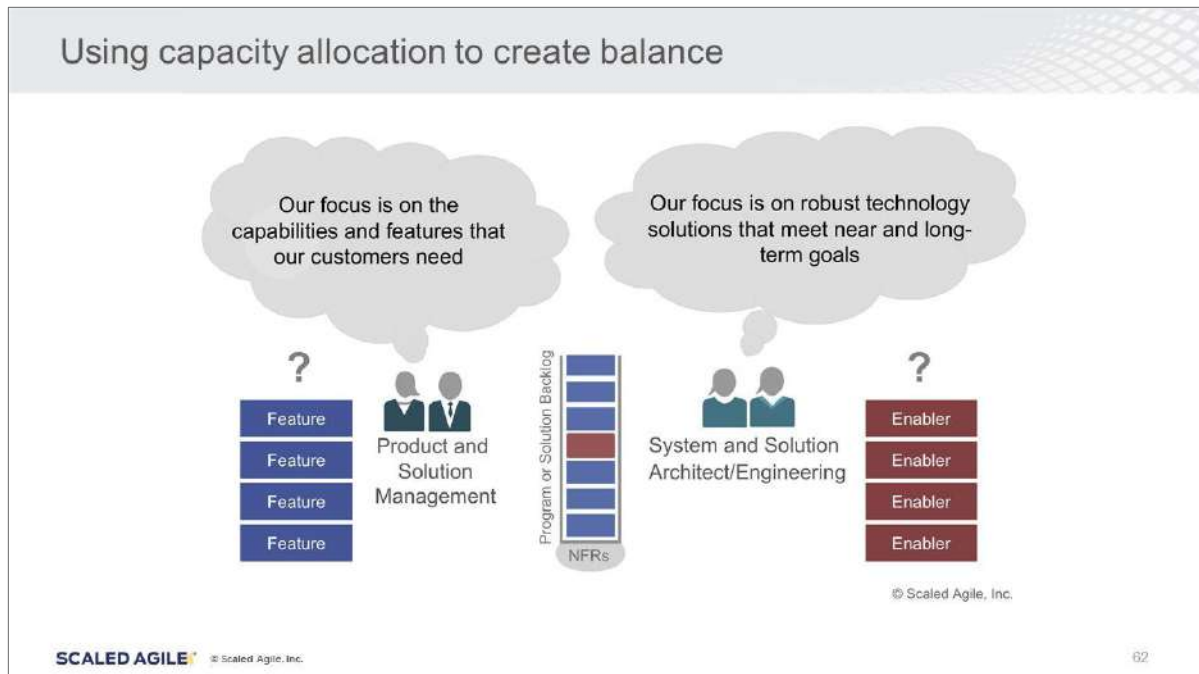 Using capacity allocation to create balance
Our focus is on the
capabilities and features that
our customers need
Our focus is on robust technology
solutions that meet near and long-
term goals
?
Feature
Feature
Feature
Feature
Product and
Solution
Management
Program or Solution Backlog
NFRs
System and Solution
Architect/Engineering
?
Enabler
Enabler
Enabler
Enabler
© Scaled Agile, Inc.
SCALED AGILE © Scaled Agile, Inc.
62